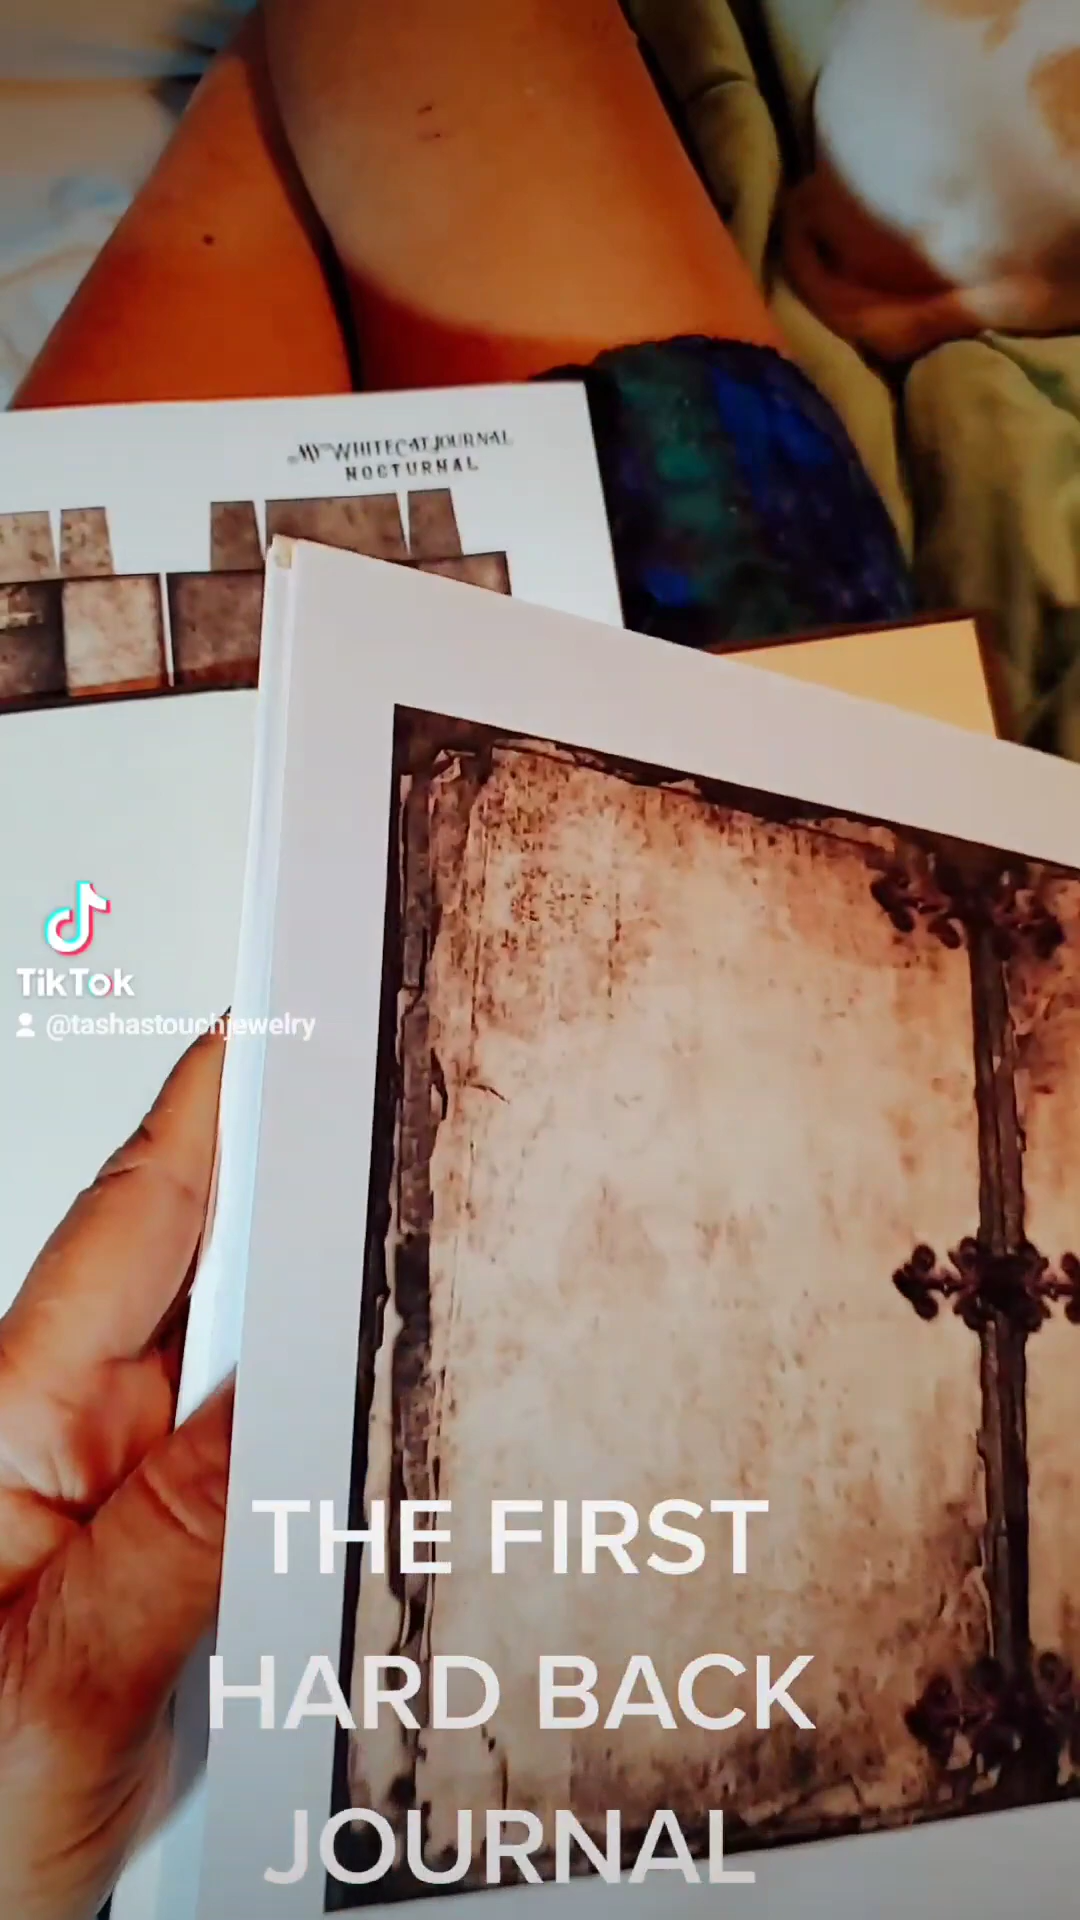 MY WHITE CAT JOURNAL
NOCTURNAL
TikTok
@tashastouchjewelry
THE FIRST
HARD BACK
JOURNAL